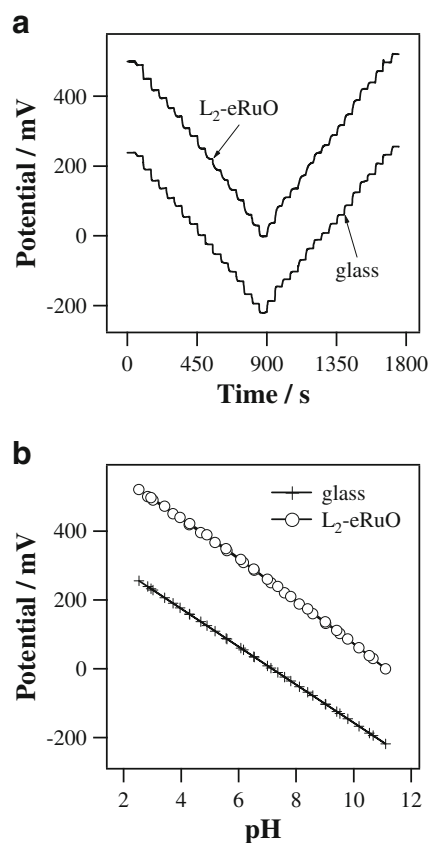 a
400
200
0
-200
Potential / mV
L₂-eRuO
glass
0 450 900 1350 1800
Time / s
b
400
200
0
-200
Potential / mV
glass
L₂-eRuO
2 4 6 8 10 12
pH